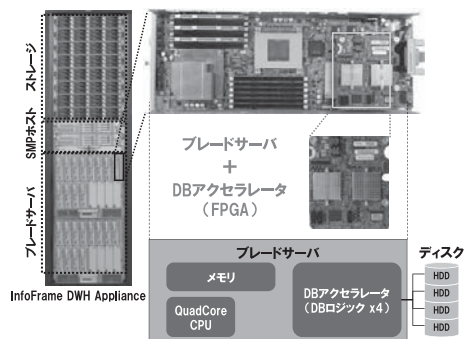 ストレージ
SMPホスト
ブレードサーバ
InfoFrame DWH Appliance
ブレードサーバ
+
DBアクセラレータ
(FPGA)
ブレードサーバ
メモリ
QuadCore
CPU
DBアクセラレータ
(DBロジック x4)
ディスク
HDD
HDD
HDD
HDD